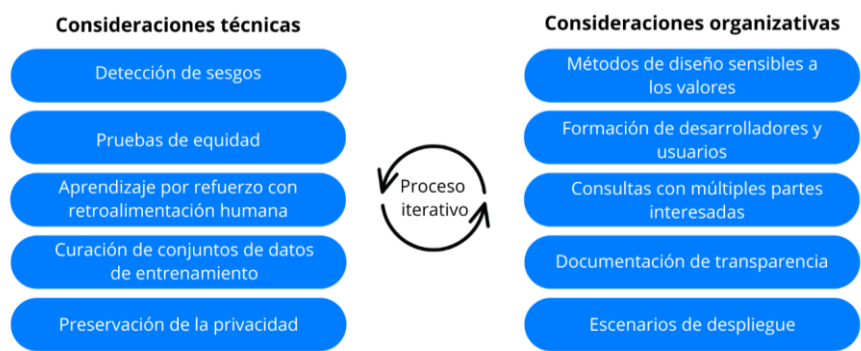 Consideraciones técnicas
Detección de sesgos
Pruebas de equidad
Aprendizaje por refuerzo con
retroalimentación humana
Curación de conjuntos de datos
de entrenamiento
Preservación de la privacidad
Proceso
iterativo
Consideraciones organizativas
Métodos de diseño sensibles a
los valores
Formación de desarrolladores y
usuarios
Consultas con múltiples partes
interesadas
Documentación de transparencia
Escenarios de despliegue